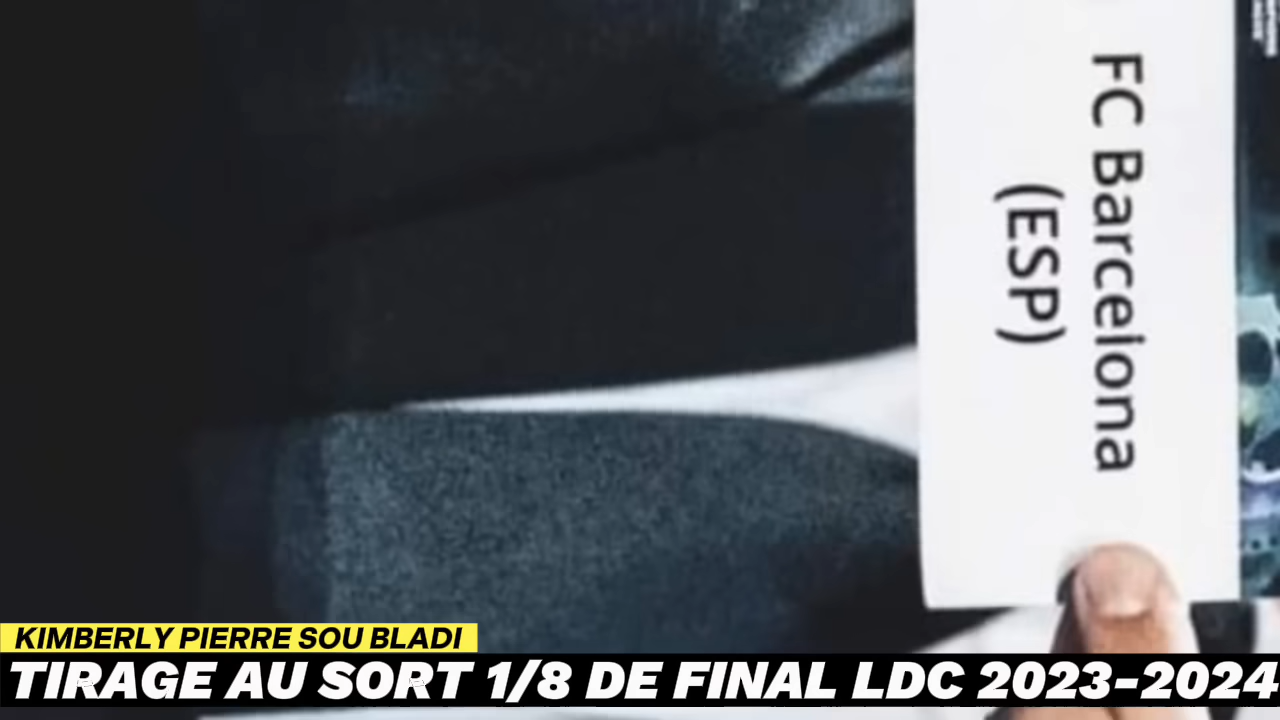 FC Barcelona
(ESP)
KIMBERLY PIERRE SOU BLADI
TIRAGE AU SORT 1/8 DE FINAL LDC 2023-2024